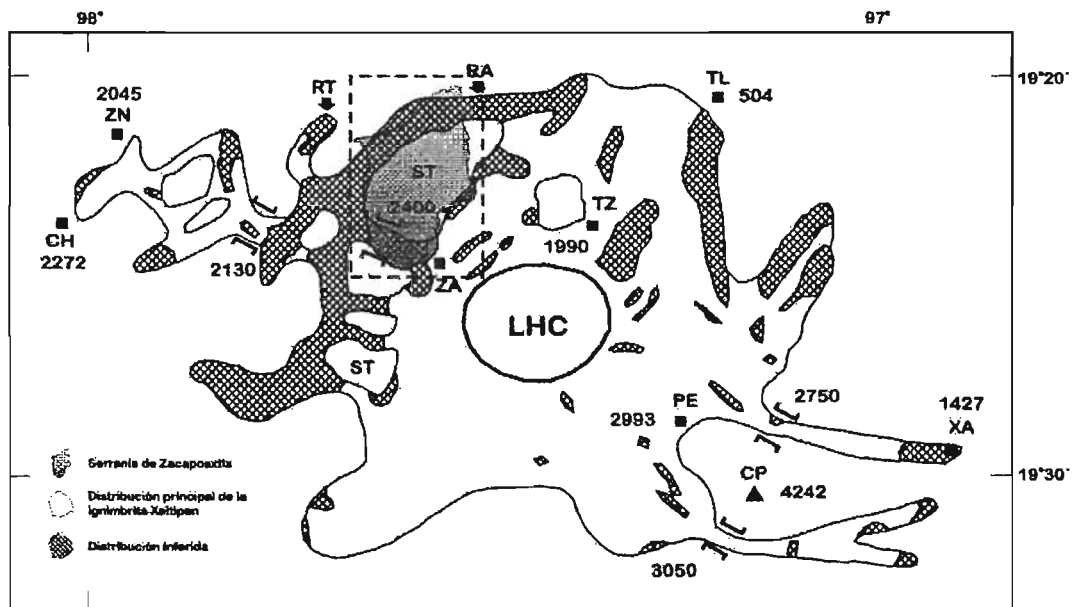 98°
97°
19°20'
RT
RA
TL
504
2045
ZN
ST
2400
TZ
1990
CH
2272
2130
ZA
LHC
ST
2750
1427
XA
PE
2993
CP
4242
19°30'
3050
Serranía de Zacapoaxtla
Distribución principal de la
Ignimbrita Xaltipan
Distribución inferida